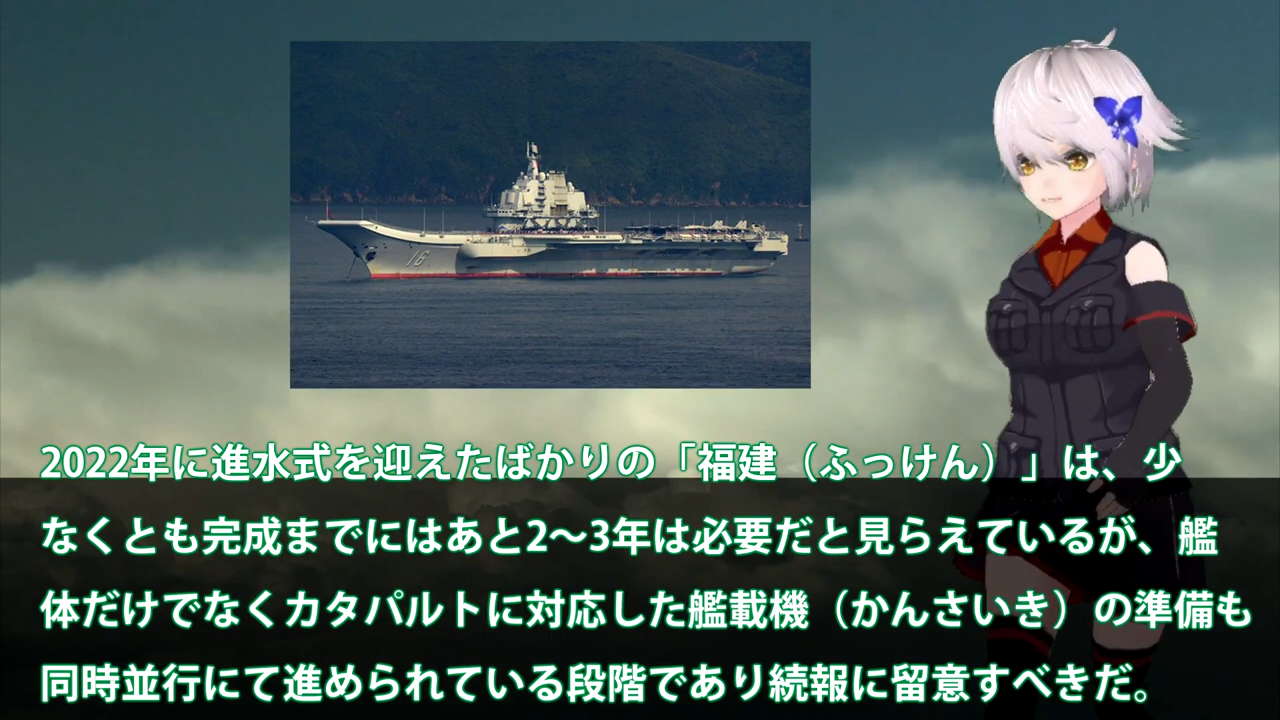 16
2022年に進水式を迎えたばかりの「福建（ふっけん）」は、少
なくとも完成までにはあと2〜3年は必要だと見らえているが、艦
体だけでなくカタパルトに対応した艦載機（かんさいき）の準備も
同時並行にて進められている段階であり続報に留意すべきだ。